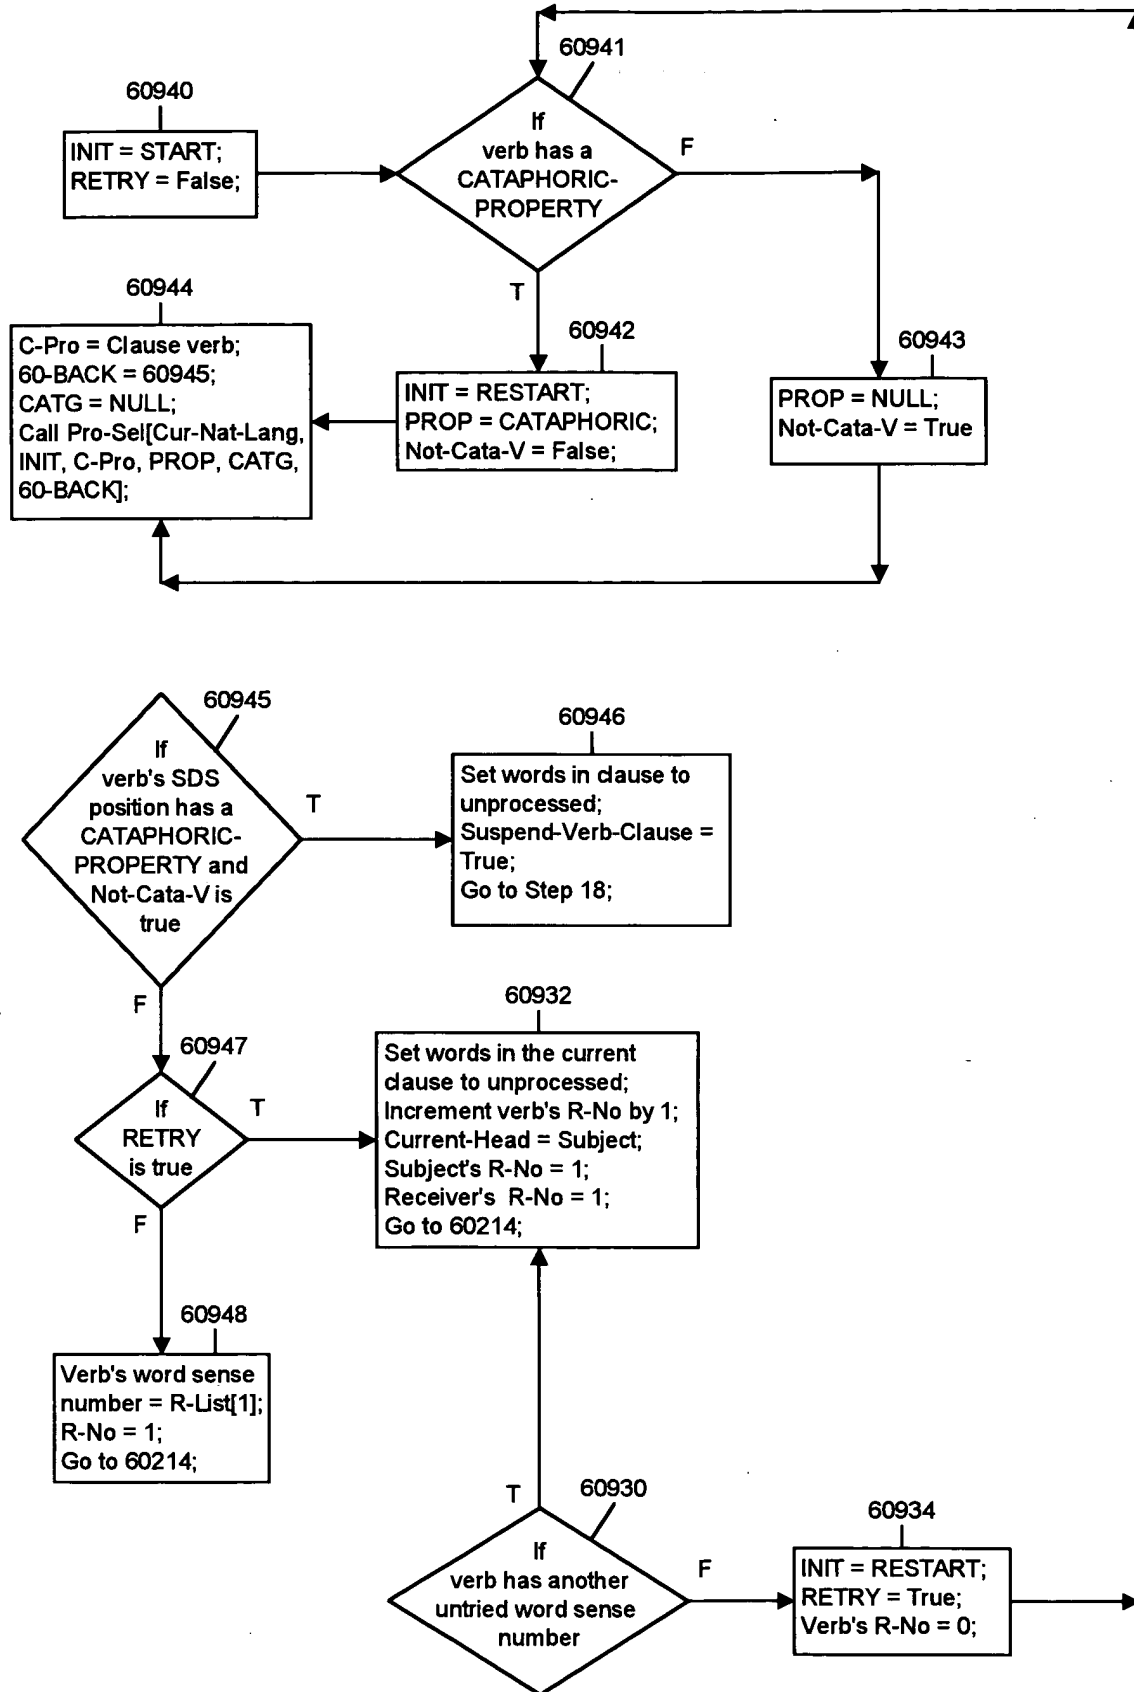 60941
60940
INIT = START;
RETRY = False;
If
verb has a
CATAPHORIC-
PROPERTY
F
T
60944
C-Pro = Clause verb;
60-BACK = 60945;
CATG = NULL;
Call Pro-Sel[Cur-Nat-Lang,
INIT, C-Pro, PROP, CATG,
60-BACK];
60942
INIT = RESTART;
PROP = CATAPHORIC;
Not-Cata-V = False;
60943
PROP = NULL;
Not-Cata-V = True
60945
If
verb's SDS
position has a
CATAPHORIC-
PROPERTY and
Not-Cata-V is
true
T
F
60946
Set words in clause to
unprocessed;
Suspend-Verb-Clause =
True;
Go to Step 18;
60947
If
RETRY
is true
T
F
60932
Set words in the current
clause to unprocessed;
Increment verb's R-No by 1;
Current-Head = Subject;
Subject's R-No = 1;
Receiver's R-No = 1;
Go to 60214;
60948
Verb's word sense
number = R-List[1];
R-No = 1;
Go to 60214;
T
60930
If
verb has another
untried word sense
number
F
60934
INIT = RESTART;
RETRY = True;
Verb's R-No = 0;